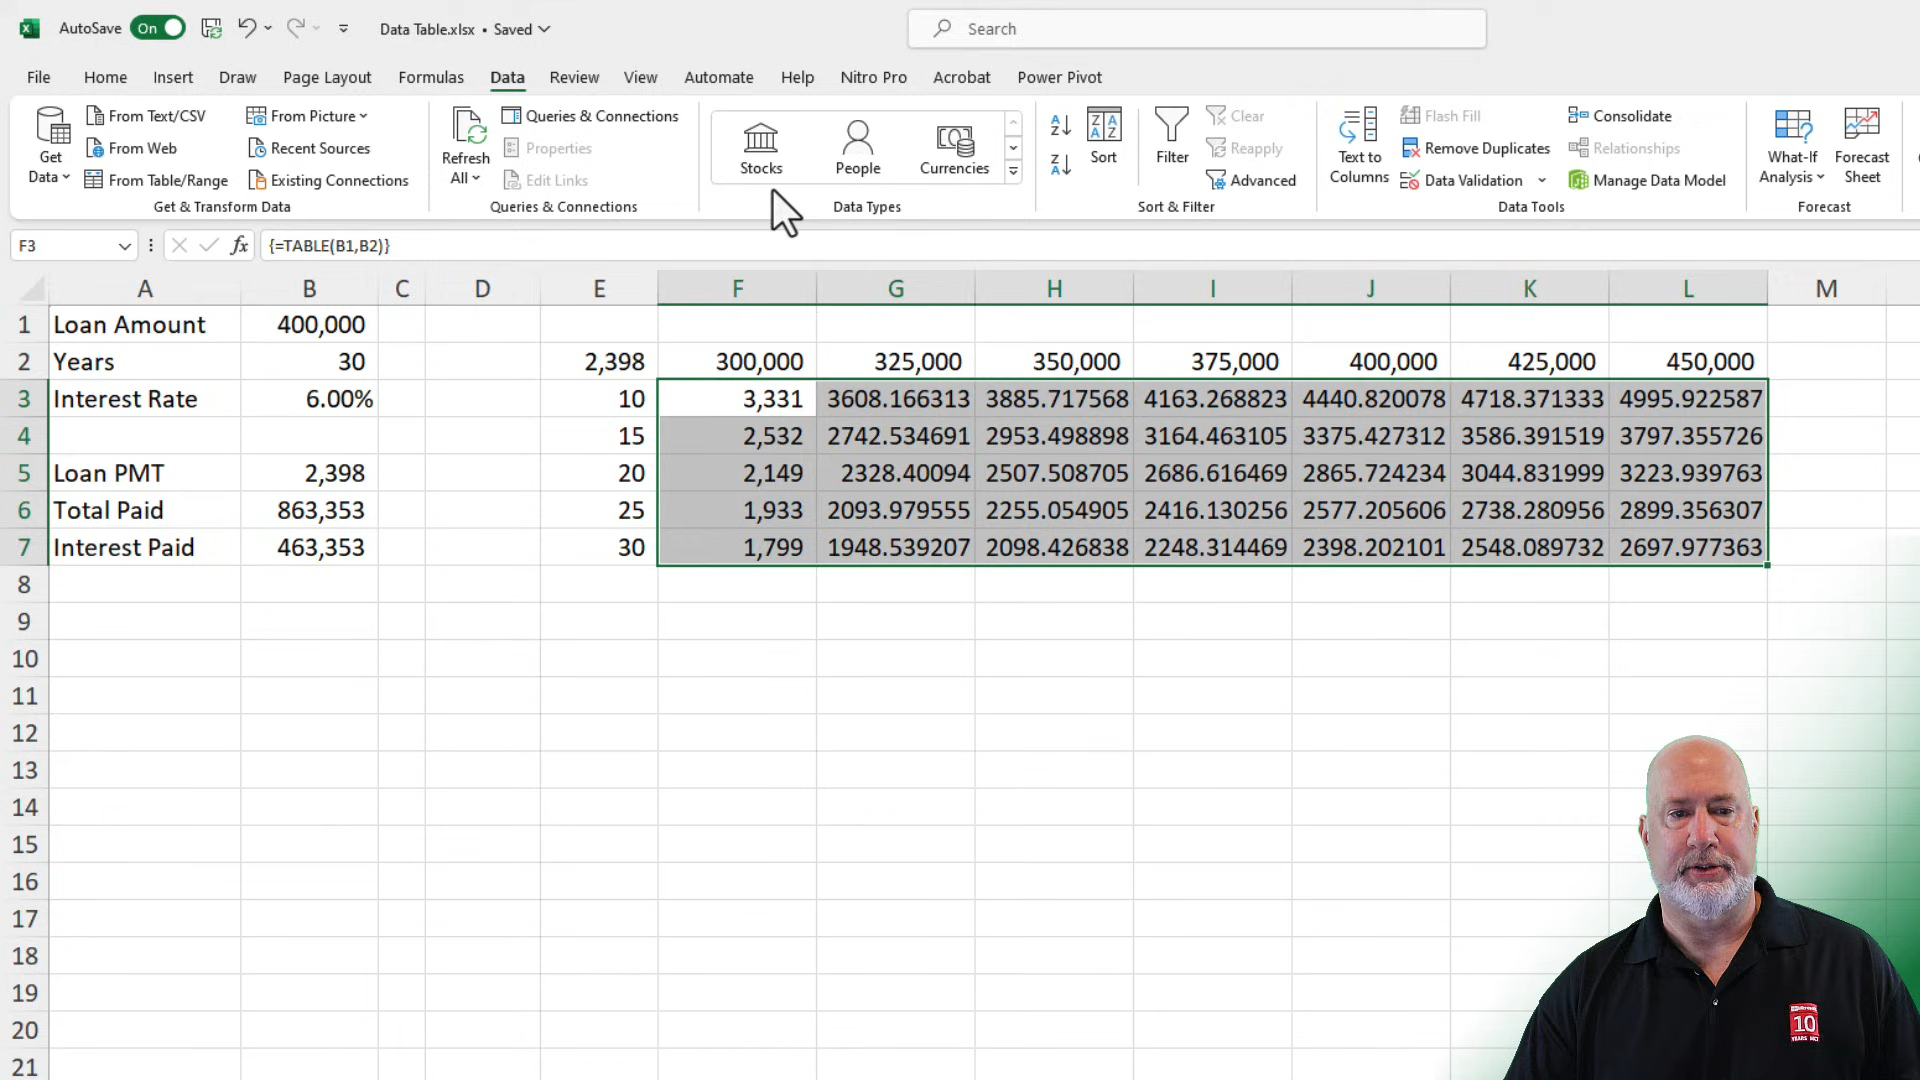 AutoSave On Data Table.xlsx • Saved Search
File Home Insert Draw Page Layout Formulas Data Review View Automate Help Nitro Pro Acrobat Power Pivot
Get Data
From Text/CSV
From Web
From Table/Range
From Picture
Recent Sources
Existing Connections
Get & Transform Data
Refresh All
Queries & Connections
Properties
Edit Links
Queries & Connections
Stocks People Currencies
Data Types
A Z
Z A
Z A A Z
Sort
Filter
Clear
Reapply
Advanced
Sort & Filter
Text to Columns
Flash Fill
Remove Duplicates
Data Validation
Consolidate
Relationships
Manage Data Model
Data Tools
What-If Analysis
Forecast Sheet
Forecast
F3 fx {=TABLE(B1,B2)}
A B C D E F G H I J K L M
1 Loan Amount 400,000
2 Years 30 2,398 300,000 325,000 350,000 375,000 400,000 425,000 450,000
3 Interest Rate 6.00% 10 3,331 3608.166313 3885.717568 4163.268823 4440.820078 4718.371333 4995.922587
4 15 2,532 2742.534691 2953.498898 3164.463105 3375.427312 3586.391519 3797.355726
5 Loan PMT 2,398 20 2,149 2328.40094 2507.508705 2686.616469 2865.724234 3044.831999 3223.939763
6 Total Paid 863,353 25 1,933 2093.979555 2255.054905 2416.130256 2577.205606 2738.280956 2899.356307
7 Interest Paid 463,353 30 1,799 1948.539207 2098.426838 2248.314469 2398.202101 2548.089732 2697.977363
8
9
10
11
12
13
14
15
16
17
18
19
20
21
10
YEARS MCT